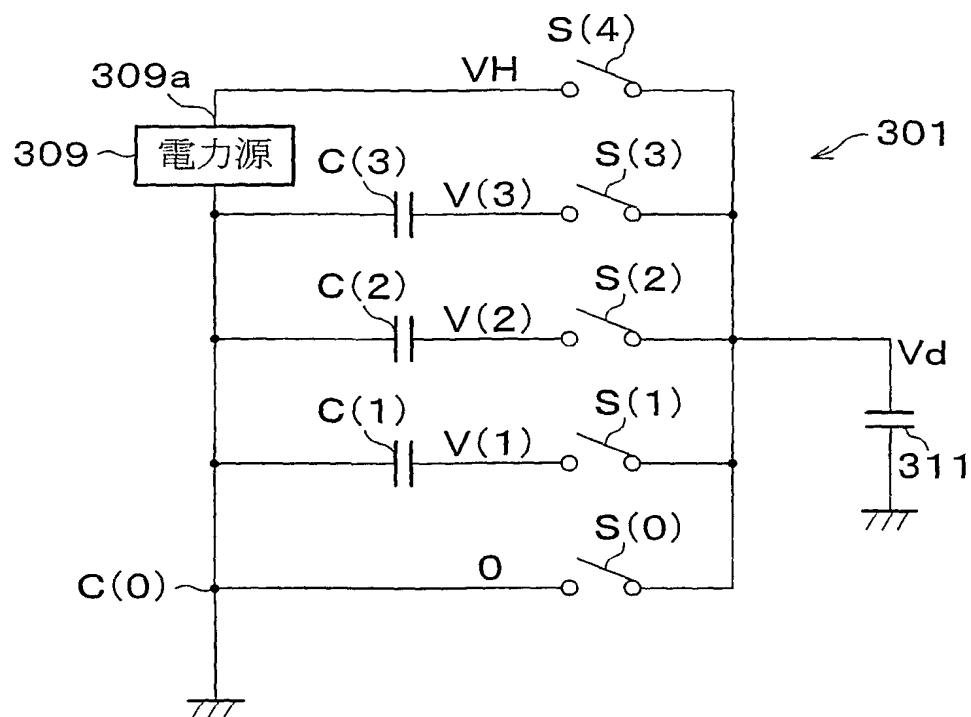 S(4)
VH
309a
309
電力源
301
C(3)
V(3)
S(3)
C(2)
V(2)
S(2)
Vd
C(1)
V(1)
S(1)
311
S(0)
0
C(0)